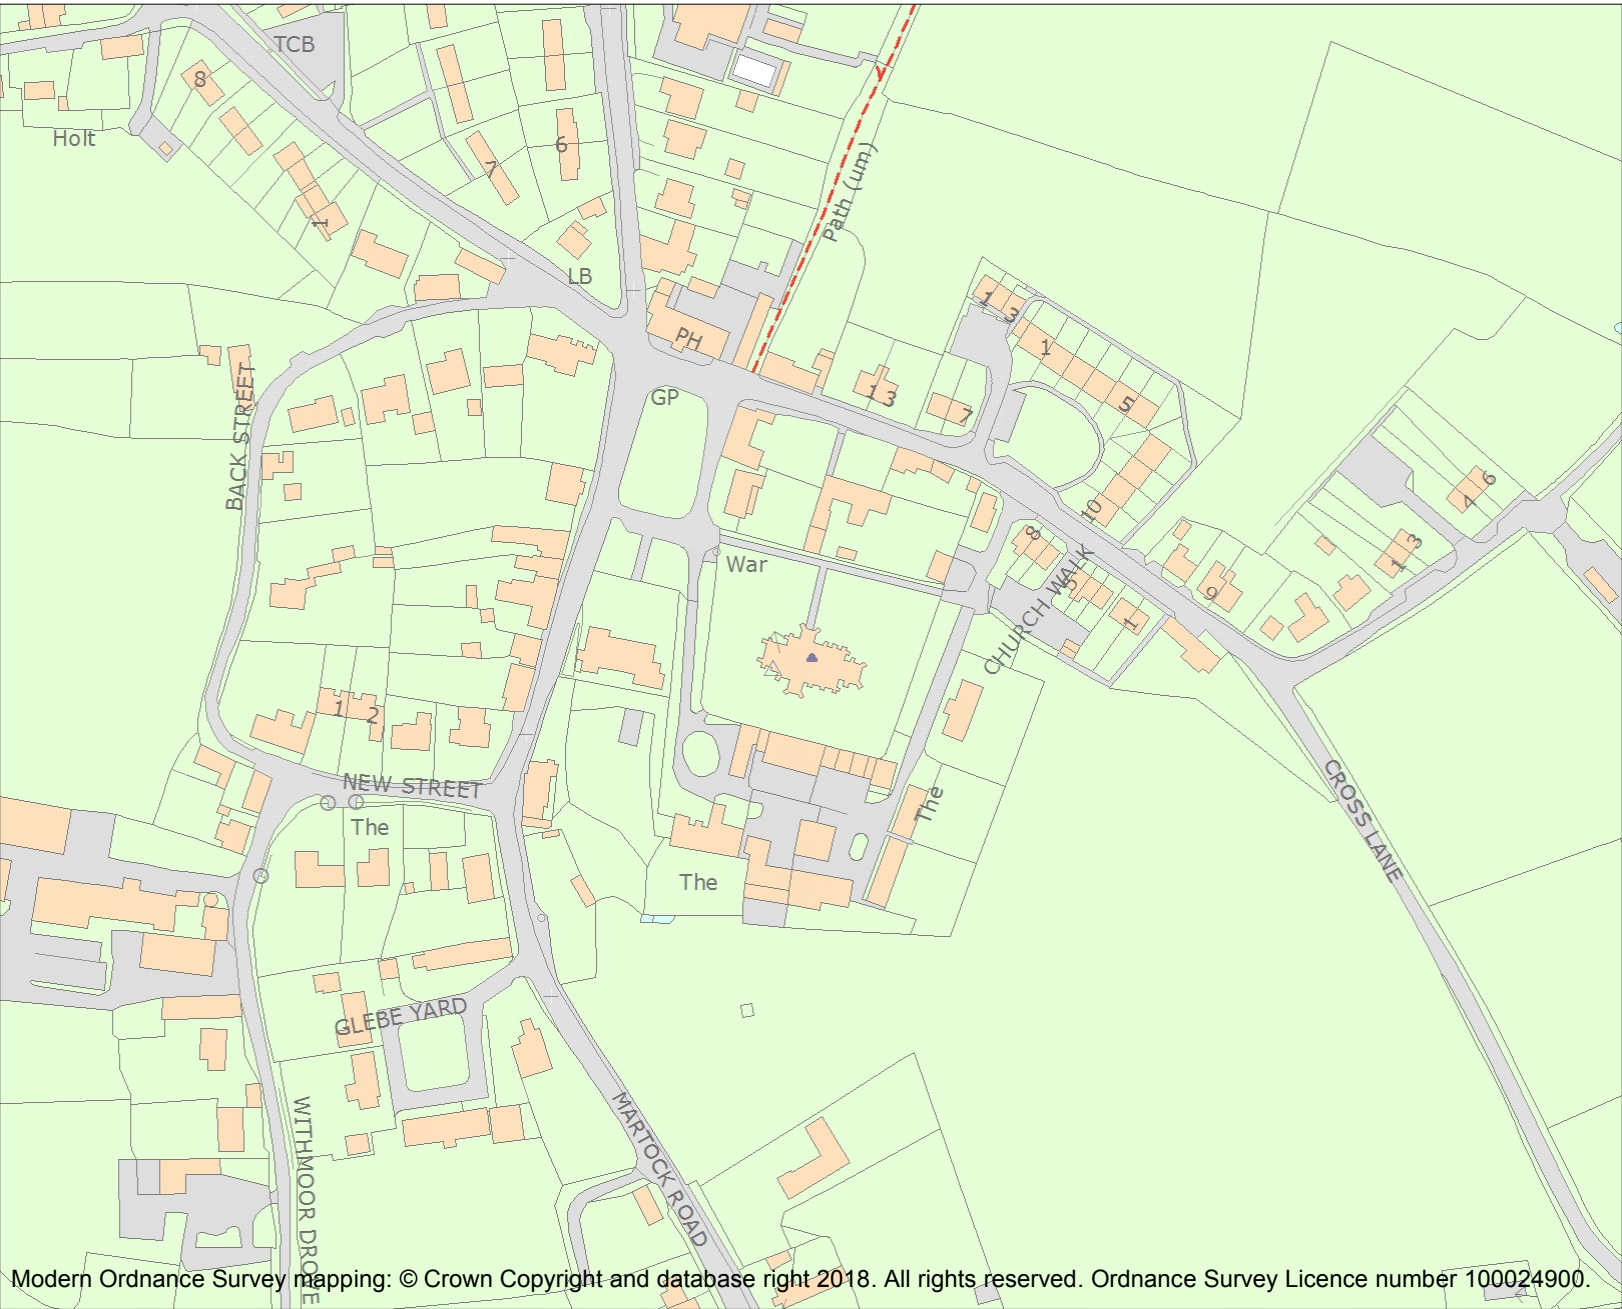 TCB
8
Holt
6
7
1
LB
Path (um)
PH
1
3
1
GP
1 3
7
5
BACK STREET
6
4
10
8
3
1
War
5
9
1
CHURCH WALK
1
2
NEW STREET
The
The
The
CROSS LANE
GLEBE YARD
MARTOCK ROAD
WITHMOOR DROVE
Modern Ordnance Survey mapping: © Crown Copyright and database right 2018. All rights reserved. Ordnance Survey Licence number 100024900.